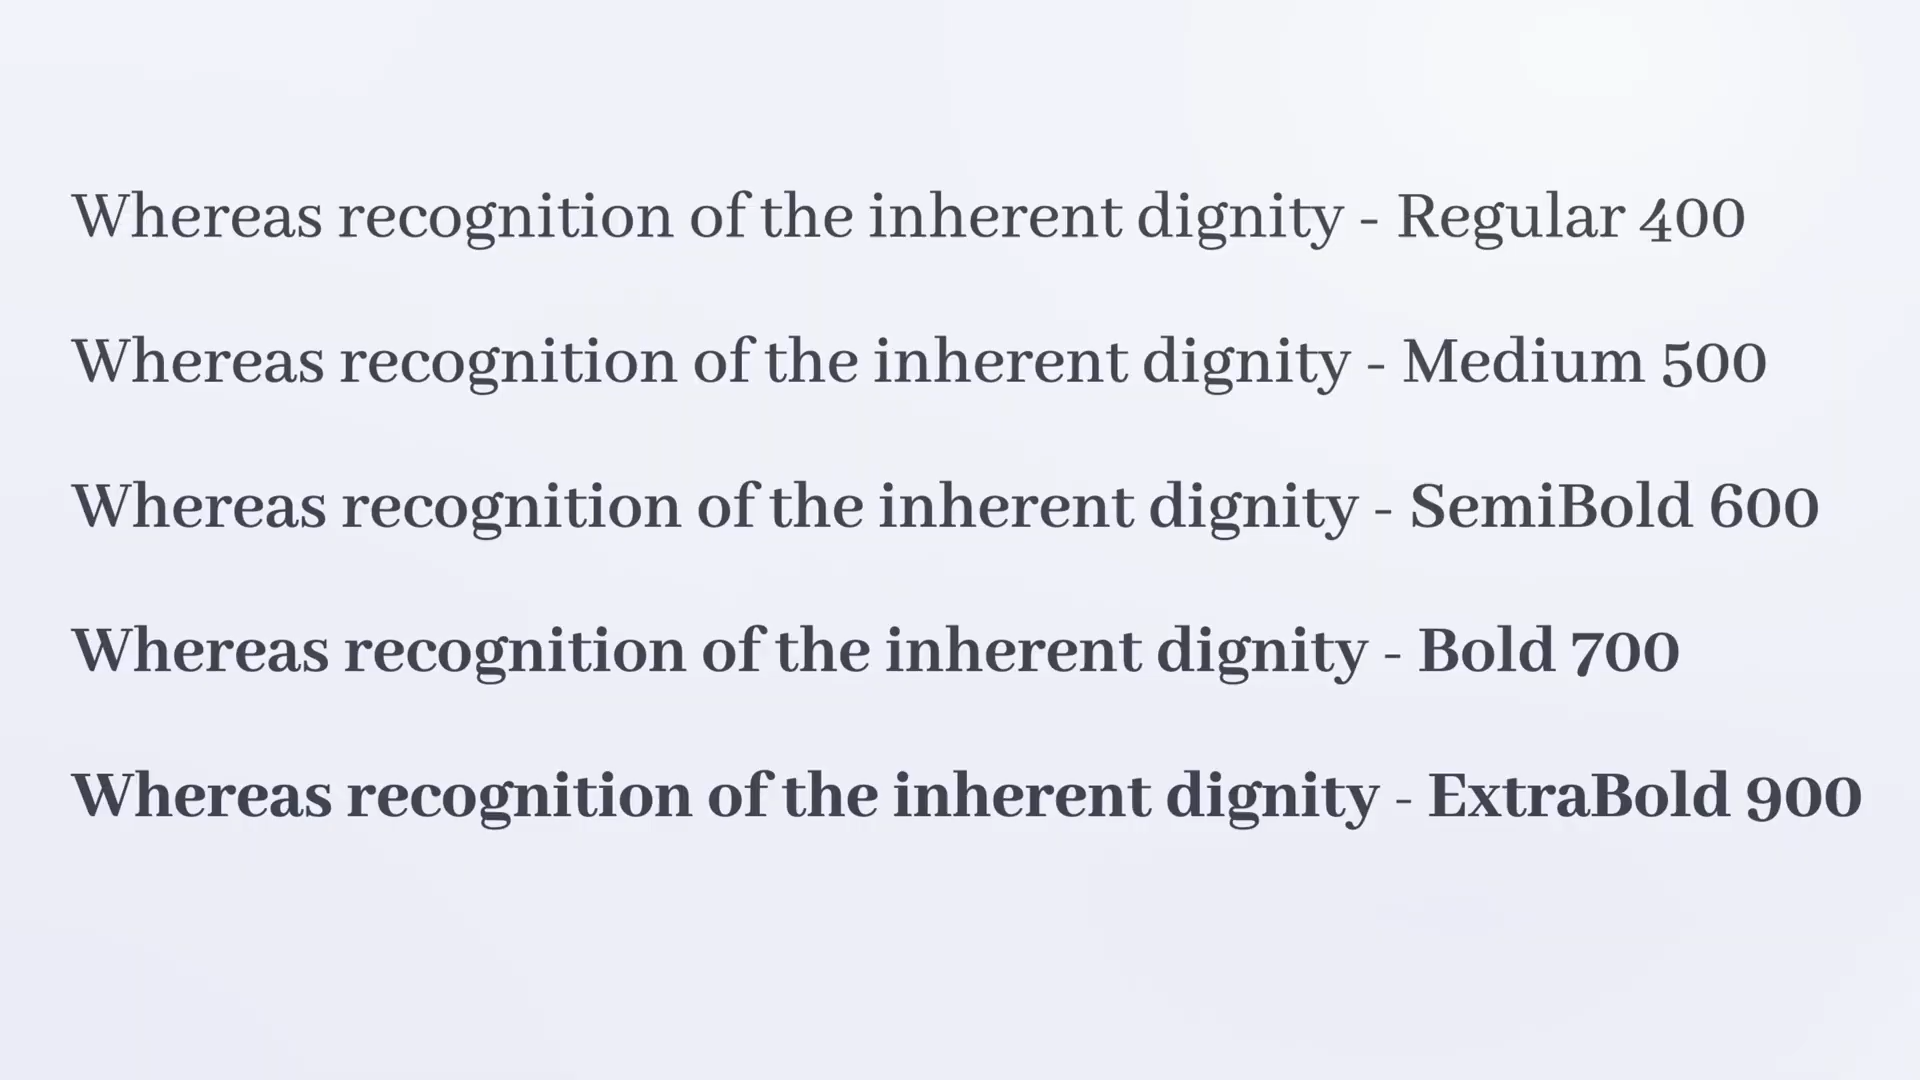 Whereas recognition of the inherent dignity - Regular 400
Whereas recognition of the inherent dignity - Medium 500
Whereas recognition of the inherent dignity - SemiBold 600
Whereas recognition of the inherent dignity - Bold 700
Whereas recognition of the inherent dignity - ExtraBold 900